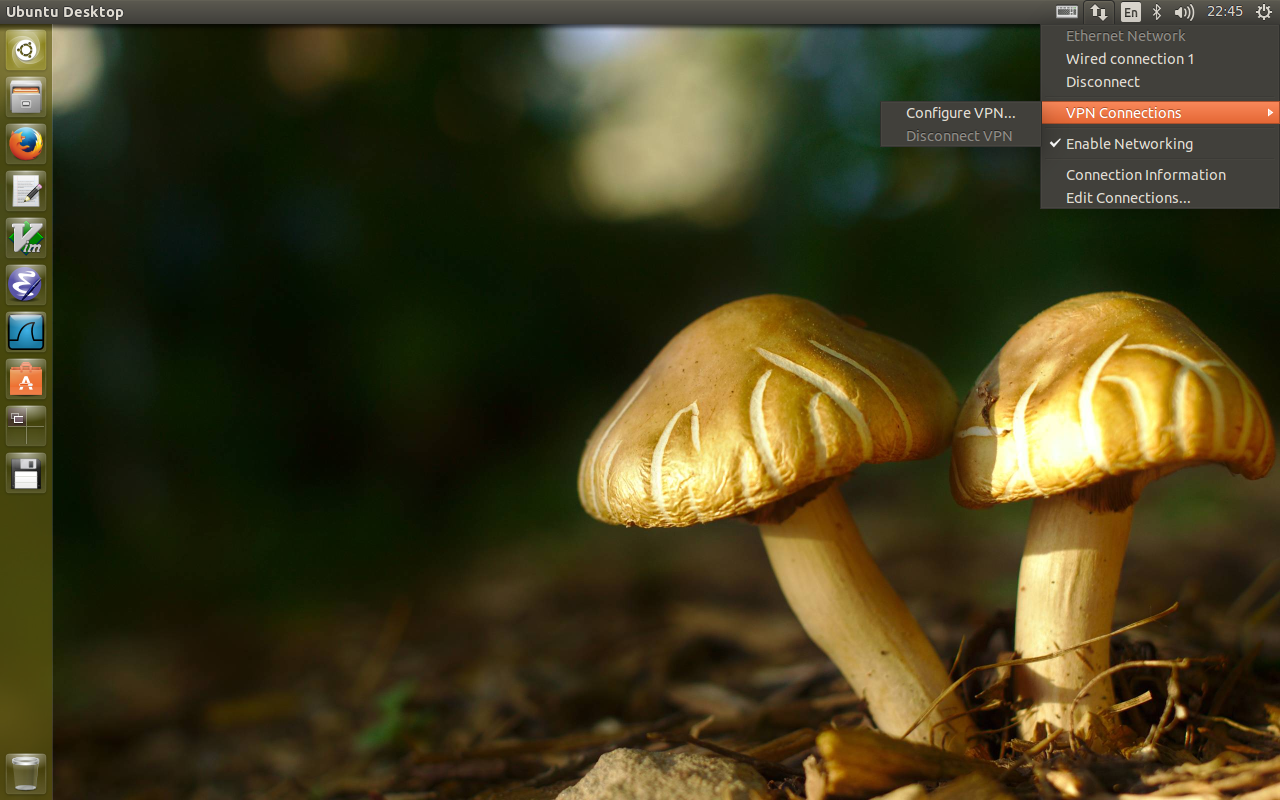 Ubuntu Desktop
En
22:45
Ethernet Network
Wired connection 1
Disconnect
VPN Connections
Configure VPN...
Disconnect VPN
Enable Networking
Connection Information
Edit Connections...
Vim